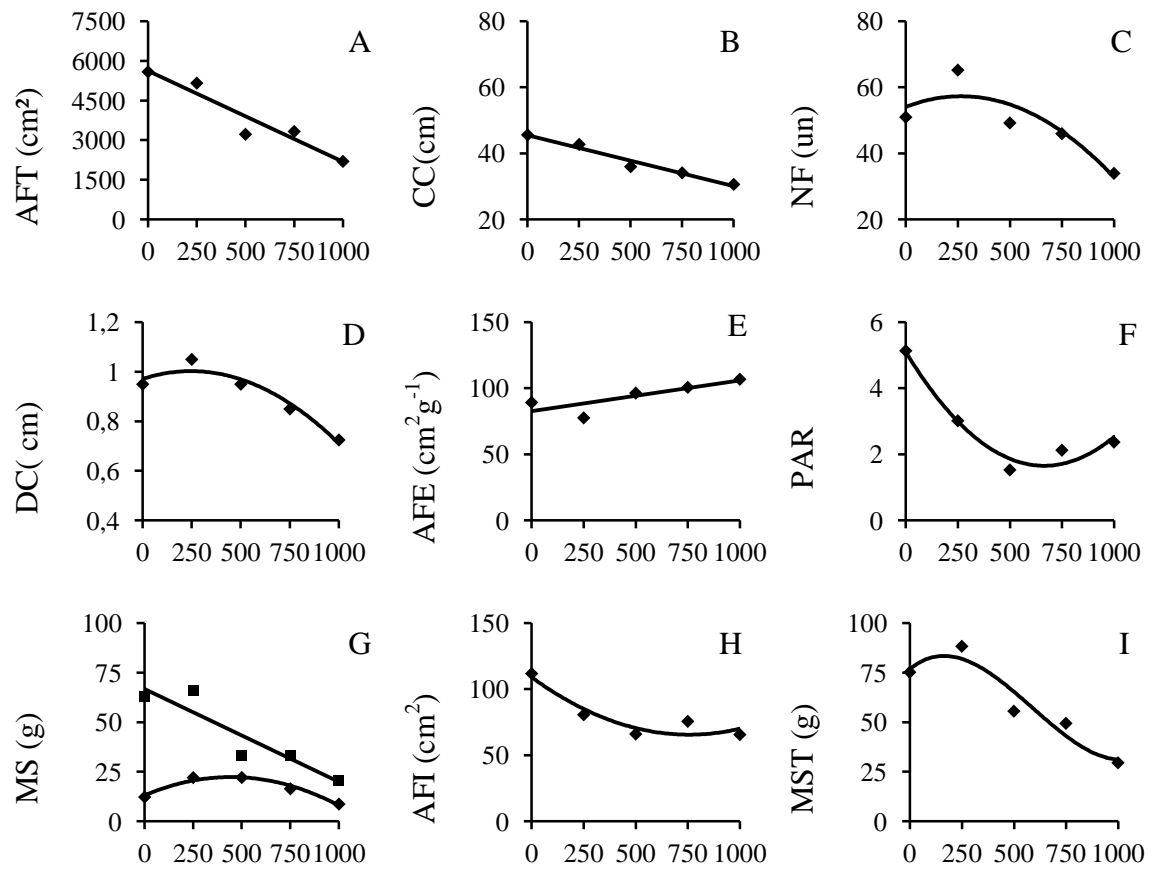 A
7500
6000
4500
3000
1500
0
AFT (cm²)
0 250 500 750 1000
B
80
60
40
20
CC(cm)
0 250 500 750 1000
C
80
60
40
20
NF (un)
0 250 500 750 1000
D
1,2
1
0,8
0,6
0,4
DC( cm)
0 250 500 750 1000
E
150
100
50
0
AFE (cm²g⁻¹)
0 250 500 750 1000
F
6
4
2
0
PAR
0 250 500 750 1000
G
100
75
50
25
0
MS (g)
0 250 500 750 1000
H
150
100
50
0
AFI (cm²)
0 250 500 750 1000
I
100
75
50
25
0
MST (g)
0 250 500 750 1000